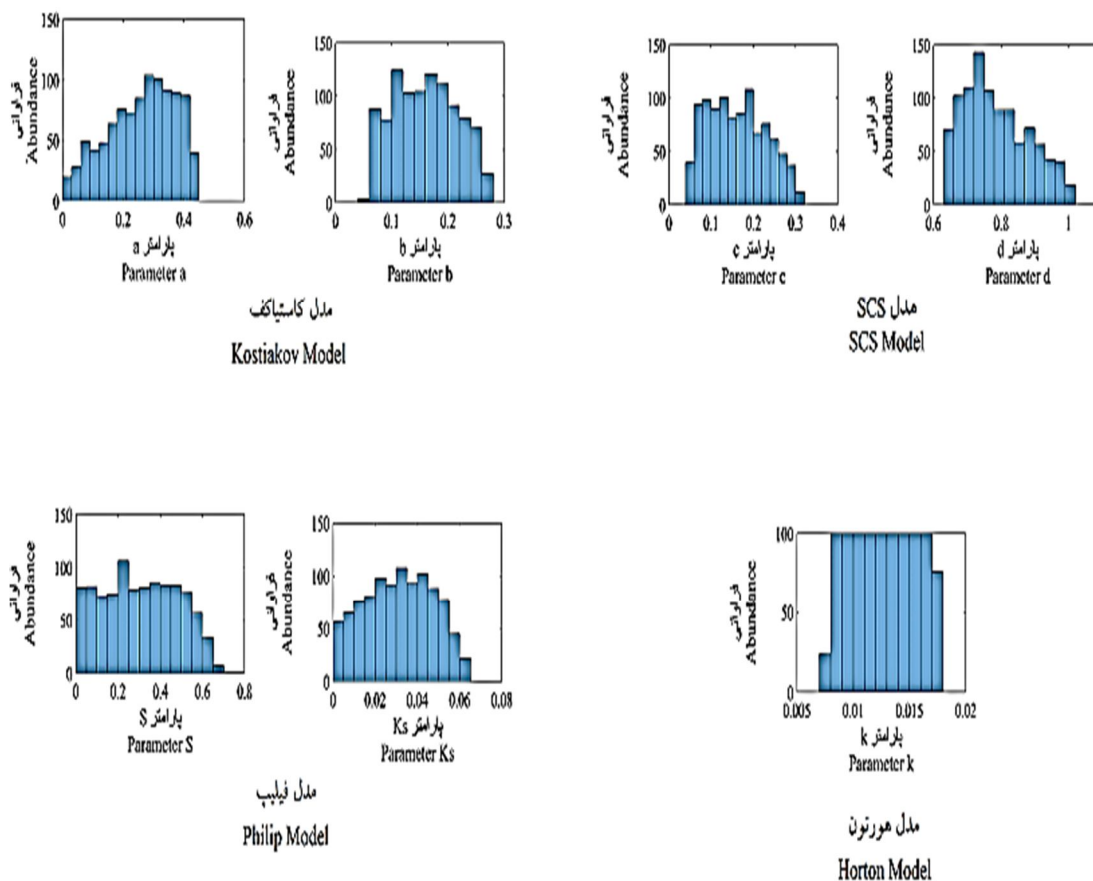 150
100
50
0
فراوانی
Abundance
0 0.2 0.4 0.6
پارامتر a
Parameter a
150
100
50
0
فراوانی
Abundance
0 0.1 0.2 0.3
پارامتر b
Parameter b
مدل کاستیاکف
Kostiakov Model
150
100
50
0
فراوانی
Abundance
0 0.1 0.2 0.3 0.4
پارامتر c
Parameter c
150
100
50
0
فراوانی
Abundance
0.6 0.8 1
پارامتر d
Parameter d
مدل SCS
SCS Model
150
100
50
0
فراوانی
Abundance
0 0.2 0.4 0.6 0.8
پارامتر S
Parameter S
150
100
50
0
فراوانی
Abundance
0 0.02 0.04 0.06 0.08
پارامتر Ks
Parameter Ks
مدل فیلیپ
Philip Model
100
50
0
فراوانی
Abundance
0.005 0.01 0.015 0.02
پارامتر k
Parameter k
مدل هورتون
Horton Model